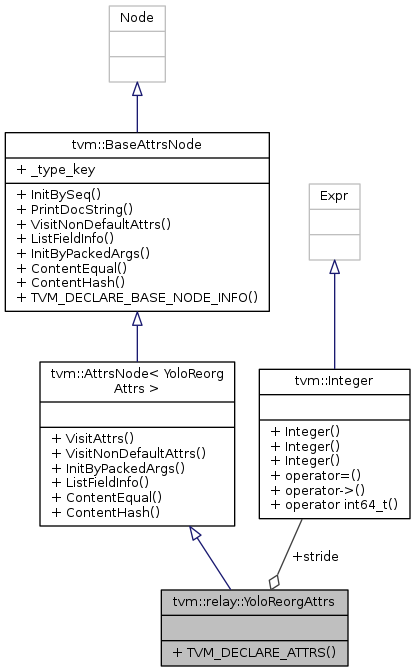 Node
tvm::BaseAttrsNode
+ _type_key
+ InitBySeq()
+ PrintDocString()
+ VisitNonDefaultAttrs()
+ ListFieldInfo()
+ InitByPackedArgs()
+ ContentEqual()
+ ContentHash()
+ TVM_DECLARE_BASE_NODE_INFO()
Expr
tvm::AttrsNode< YoloReorg
Attrs >
+ VisitAttrs()
+ VisitNonDefaultAttrs()
+ InitByPackedArgs()
+ ListFieldInfo()
+ ContentEqual()
+ ContentHash()
tvm::Integer
+ Integer()
+ Integer()
+ Integer()
+ operator=()
+ operator->()
+ operator int64_t()
+stride
tvm::relay::YoloReorgAttrs
+ TVM_DECLARE_ATTRS()